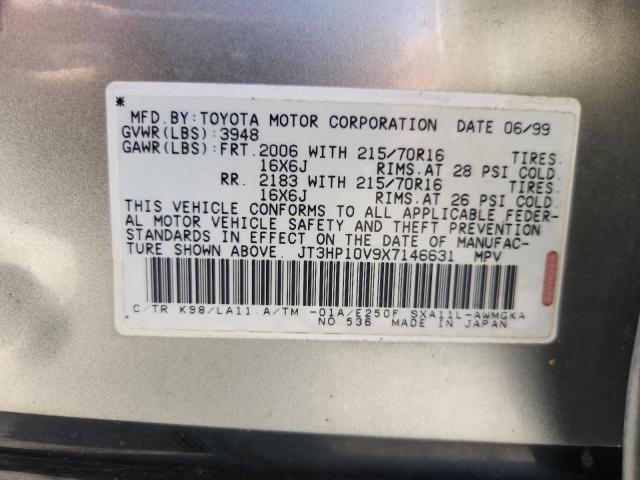 *
MFD.BY:TOYOTA MOTOR CORPORATION DATE 06/99
GVWR(LBS):3948
GAWR(LBS):FRT. 2006 WITH 215/70R16 TIRES.
16X6J RIMS.AT 28 PSI COLD.
RR. 2183 WITH 215/70R16 TIRES.
16X6J RIMS.AT 26 PSI COLD.
THIS VEHICLE CONFORMS TO ALL APPLICABLE FEDER-
AL MOTOR VEHICLE SAFETY AND THEFT PREVENTION
STANDARDS IN EFFECT ON THE DATE OF MANUFAC-
TURE SHOWN ABOVE. JT3HP10V9X7146631 MPV
C/TR K98/LA11 A/TM -01A/E250F SXA11L-AWMGKA
NO 536 MADE IN JAPAN